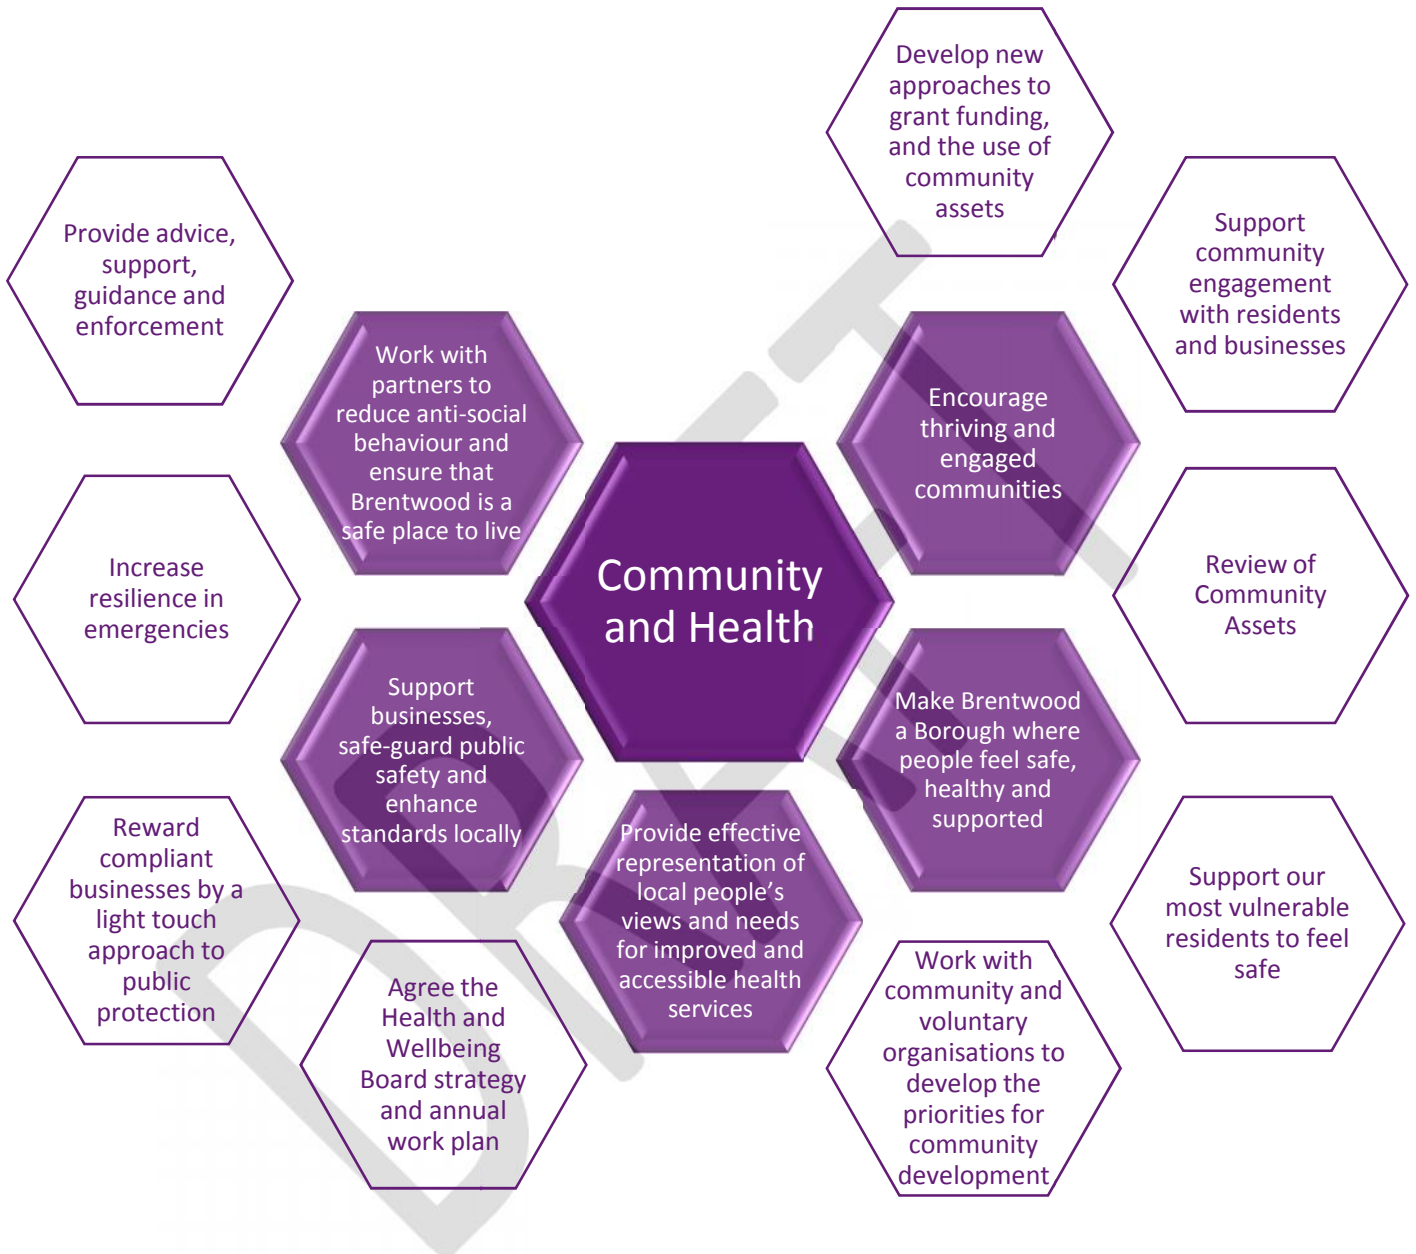 Develop new
approaches to
grant funding,
and the use of
community
assets
Provide advice,
support,
guidance and
enforcement
Support
community
engagement
with residents
and businesses
Work with
partners to
reduce anti-social
behaviour and
ensure that
Brentwood is a
safe place to live
Encourage
thriving and
engaged
communities
Increase
resilience in
emergencies
Community
and Health
Review of
Community
Assets
Support
businesses,
safe-guard public
safety and
enhance
standards locally
Make Brentwood
a Borough where
people feel safe,
healthy and
supported
Reward
compliant
businesses by a
light touch
approach to
public
protection
Provide effective
representation of
local people's
views and needs
for improved and
accessible health
services
Support our
most vulnerable
residents to feel
safe
Agree the
Health and
Wellbeing
Board strategy
and annual
work plan
Work with
community and
voluntary
organisations to
develop the
priorities for
community
development
DRAFT